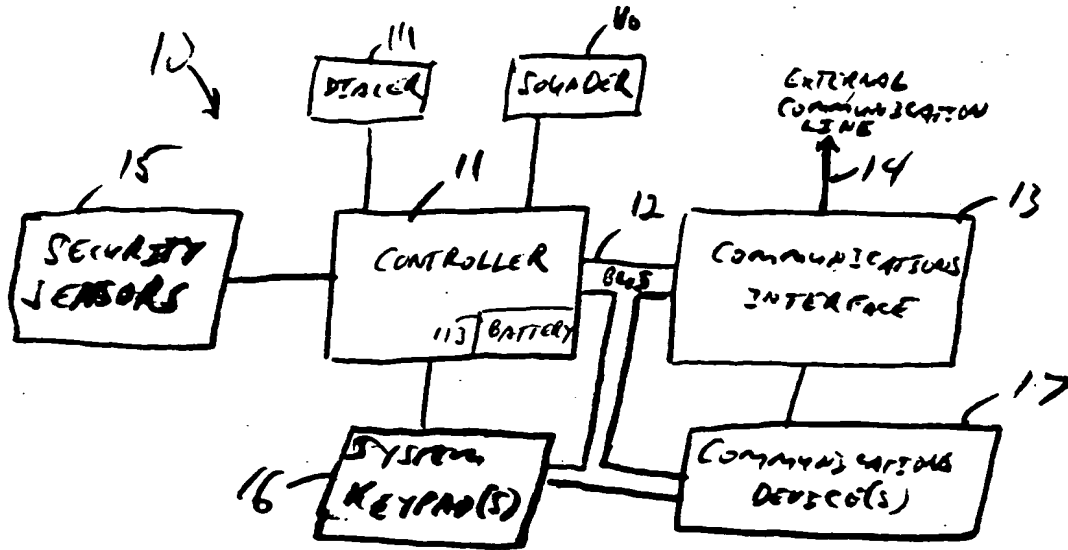 10
111
DIALER
110
SOUNDER
EXTERNAL
COMMUNICATION
LINE
14
15
SECURITY
SENSORS
11
CONTROLLER
113
BATTERY
12
BUS
13
COMMUNICATIONS
INTERFACE
16
SYSTEM
KEYPAD(S)
17
COMMUNICATIONS
DEVICE(S)